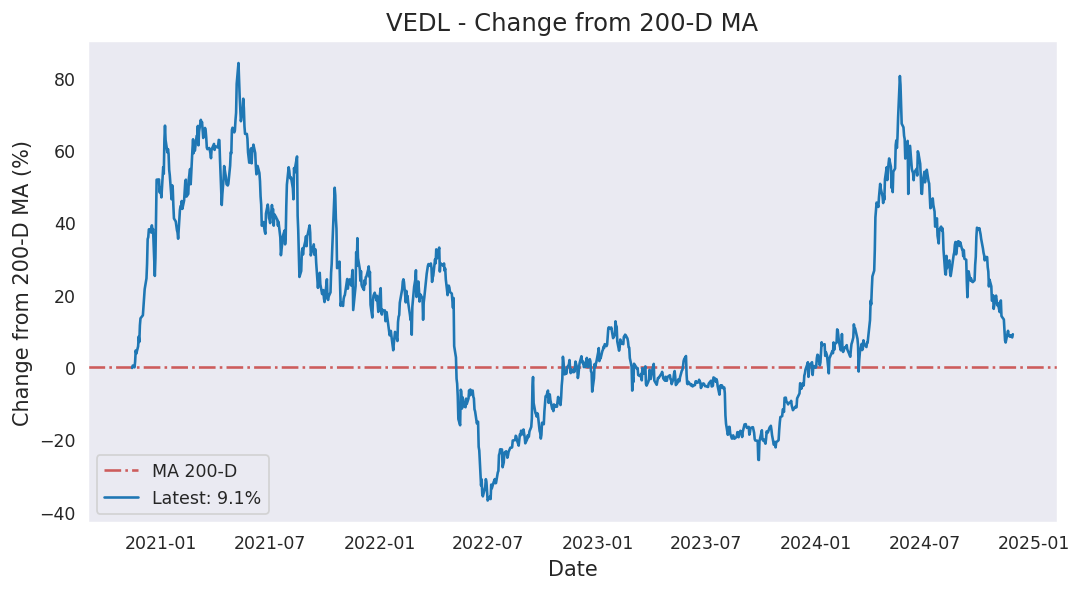 VEDL - Change from 200-D MA
Change from 200-D MA (%)
80
60
40
20
0
−20
−40
MA 200-D
Latest: 9.1%
2021-01 2021-07 2022-01 2022-07 2023-01 2023-07 2024-01 2024-07 2025-01
Date